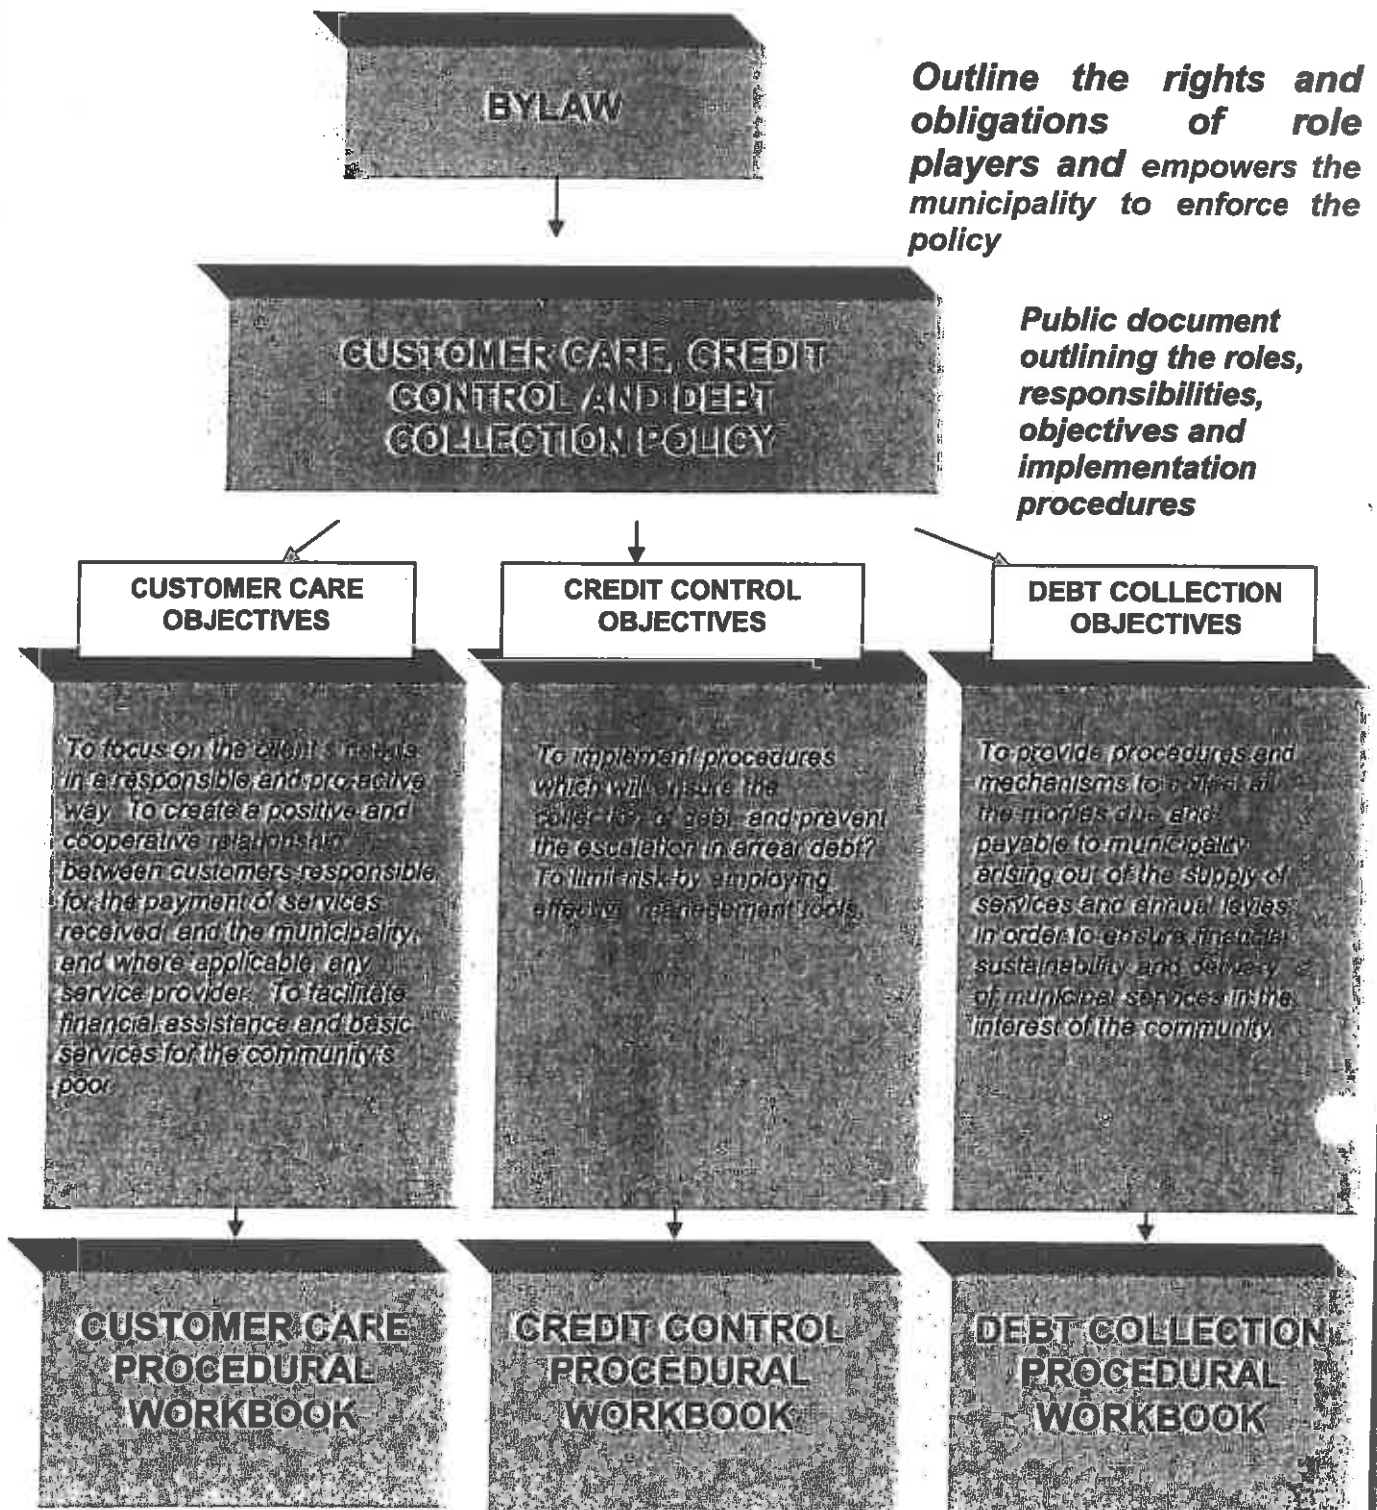 BYLAW
Outline the rights and
obligations of role
players and empowers the
municipality to enforce the
policy
CUSTOMER CARE, CREDIT
CONTROL AND DEBT
COLLECTION POLICY
Public document
outlining the roles,
responsibilities,
objectives and
implementation
procedures
CUSTOMER CARE
OBJECTIVES
To focus on the client's needs
in a responsible and pro-active
way. To create a positive and
cooperative relationship
between customers responsible
for the payment of services
received, and the municipality,
and where applicable, any
service provider. To facilitate
financial assistance and basic
services for the community's
poor
CREDIT CONTROL
OBJECTIVES
To implement procedures
which will ensure the
collection of debt, and prevent
the escalation in arrear debt?
To limit risk by employing
effective management tools.
DEBT COLLECTION
OBJECTIVES
To provide procedures and
mechanisms to collect all
the monies due and
payable to municipality
arising out of the supply of
services and annual levies,
in order to ensure financial
sustainability and delivery
of municipal services in the
interest of the community.
CUSTOMER CARE
PROCEDURAL
WORKBOOK
CREDIT CONTROL
PROCEDURAL
WORKBOOK
DEBT COLLECTION
PROCEDURAL
WORKBOOK